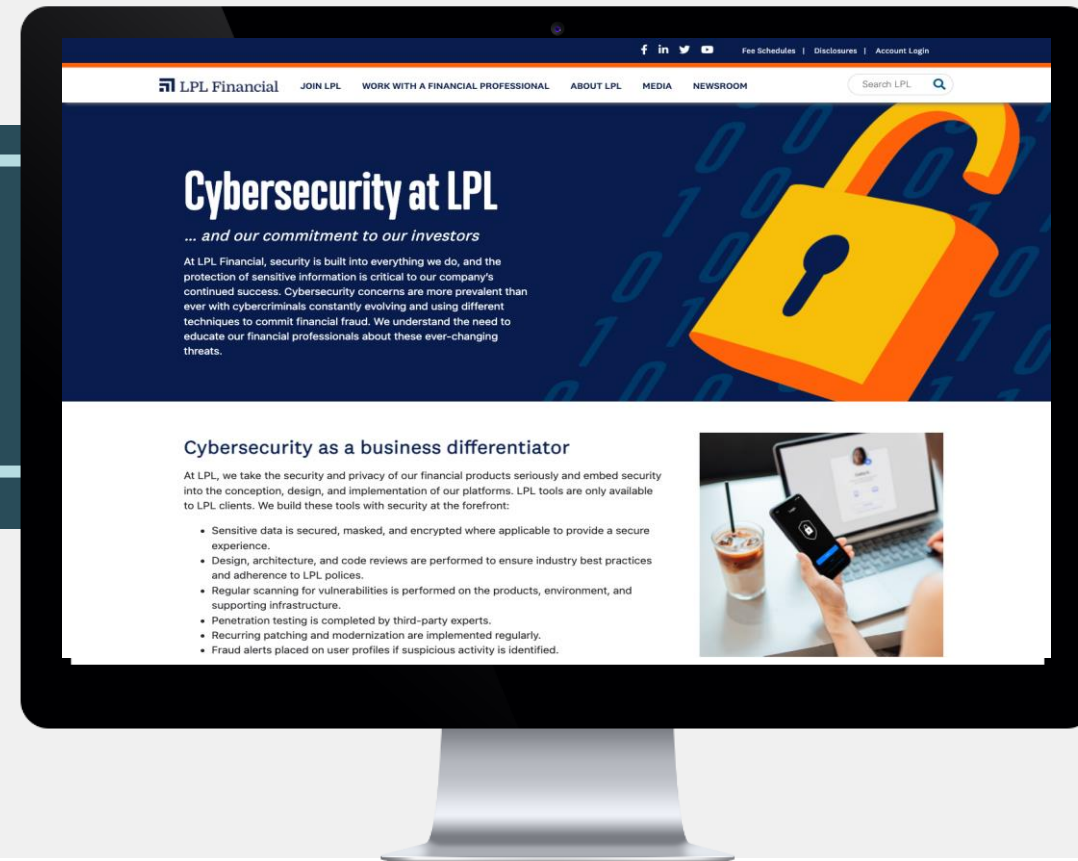 Fee Schedules | Disclosures | Account Login
LPL Financial JOIN LPL WORK WITH A FINANCIAL PROFESSIONAL ABOUT LPL MEDIA NEWSROOM Search LPL
Cybersecurity at LPL
... and our commitment to our investors
At LPL Financial, security is built into everything we do, and the
protection of sensitive information is critical to our company's
continued success. Cybersecurity concerns are more prevalent than
ever with cybercriminals constantly evolving and using different
techniques to commit financial fraud. We understand the need to
educate our financial professionals about these ever-changing
threats.
Cybersecurity as a business differentiator
At LPL, we take the security and privacy of our financial products seriously and embed security
into the conception, design, and implementation of our platforms. LPL tools are only available
to LPL clients. We build these tools with security at the forefront:
• Sensitive data is secured, masked, and encrypted where applicable to provide a secure
experience.
• Design, architecture, and code reviews are performed to ensure industry best practices
and adherence to LPL polices.
• Regular scanning for vulnerabilities is performed on the products, environment, and
supporting infrastructure.
• Penetration testing is completed by third-party experts.
• Recurring patching and modernization are implemented regularly.
• Fraud alerts placed on user profiles if suspicious activity is identified.